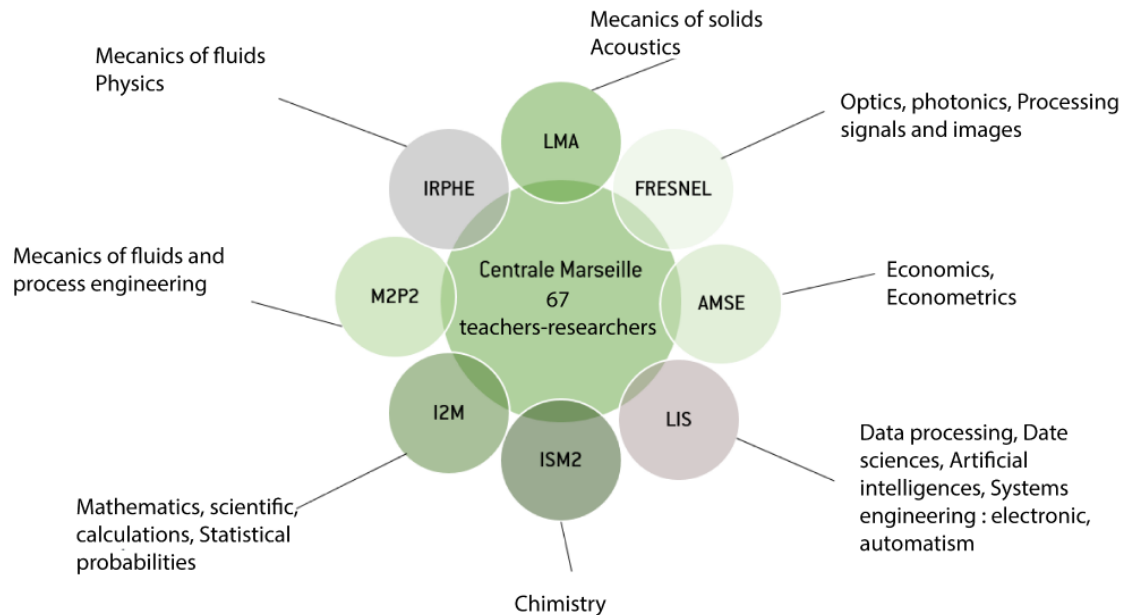 Mecanics of solids
Acoustics
Mecanics of fluids
Physics
Optics, photonics, Processing
signals and images
LMA
IRPHE
FRESNEL
Mecanics of fluids and
process engineering
M2P2
Centrale Marseille
67
teachers-researchers
AMSE
Economics,
Econometrics
I2M
ISM2
LIS
Data processing, Date
sciences, Artificial
intelligences, Systems
engineering : electronic,
automatism
Mathematics, scientific,
calculations, Statistical
probabilities
Chimistry